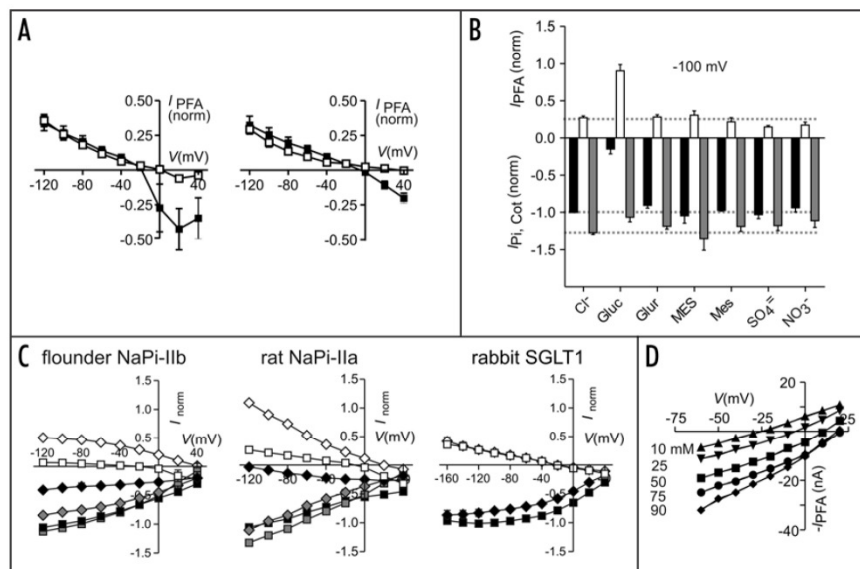 A
0.50
I PFA
(norm)
0.25
V(mV)
-120 -80 -40 40
-0.25
-0.50
0.50
I PFA
(norm)
0.25
V(mV)
-120 -80 -40 40
-0.25
-0.50
B
IPFA (norm)
IPi, Cot (norm)
1.5
1.0
0.5
0.0
-0.5
-1.0
-1.5
-100 mV
Cl- Gluc Glur MES Mes SO4= NO3-
C
flounder NaPi-IIb
1.5
I norm
1.0
0.5
V(mV)
-120 -80 -40 40
-0.5
-1.0
-1.5
rat NaPi-IIa
1.5
I norm
1.0
0.5
V(mV)
-120 -80 -40
-0.5
-1.0
-1.5
rabbit SGLT1
1.5
I norm
1.0
0.5
V(mV)
-160 -120 -80 -40
-0.5
-1.0
-1.5
D
20
V(mV)
-75 -50 -25 25
10 mM
25
50
75
90
-20
-40
-IPFA (nA)